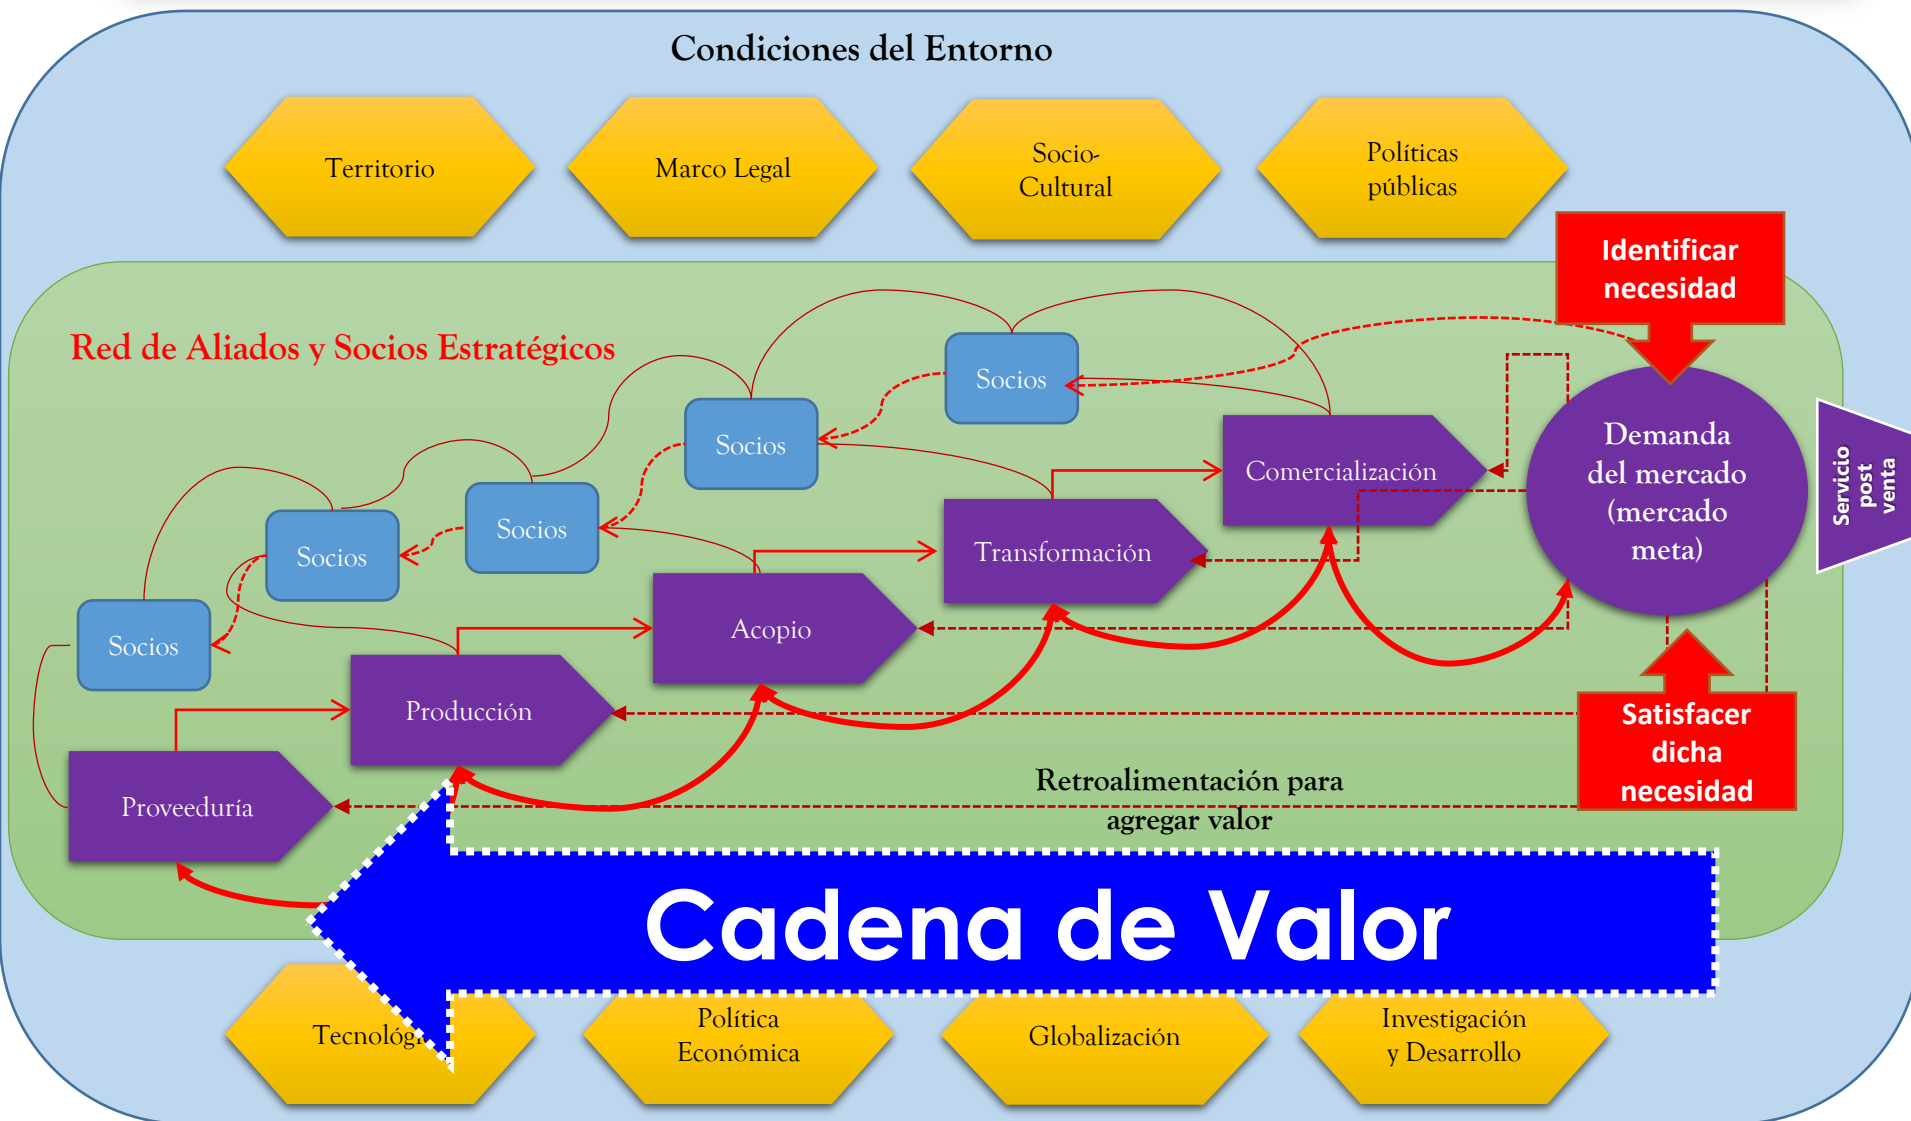 Condiciones del Entorno
Territorio
Marco Legal
Socio-
Cultural
Políticas
públicas
Identificar
necesidad
Red de Aliados y Socios Estratégicos
Socios
Socios
Socios
Socios
Socios
Comercialización
Demanda
del mercado
(mercado
meta)
Servicio
post
venta
Transformación
Acopio
Producción
Proveeduría
Satisfacer
dicha
necesidad
Retroalimentación para
agregar valor
Cadena de Valor
Política
Económica
Globalización
Investigación
y Desarrollo